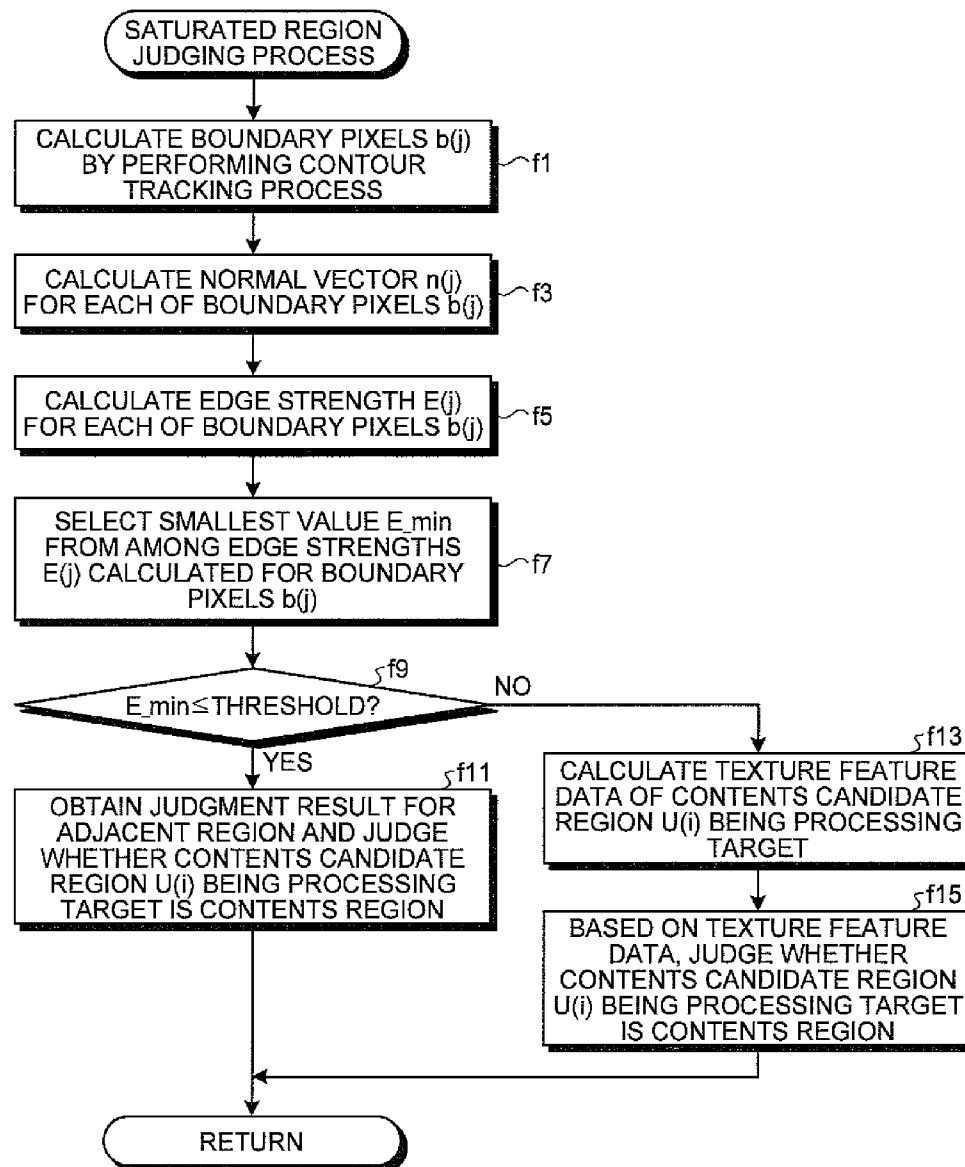 SATURATED REGION
JUDGING PROCESS
CALCULATE BOUNDARY PIXELS b(j)
BY PERFORMING CONTOUR
TRACKING PROCESS
f1
CALCULATE NORMAL VECTOR n(j)
FOR EACH OF BOUNDARY PIXELS b(j)
f3
CALCULATE EDGE STRENGTH E(j)
FOR EACH OF BOUNDARY PIXELS b(j)
f5
SELECT SMALLEST VALUE E_min
FROM AMONG EDGE STRENGTHS
E(j) CALCULATED FOR BOUNDARY
PIXELS b(j)
f7
f9
E_min≦THRESHOLD?
NO
YES
f11
OBTAIN JUDGMENT RESULT FOR
ADJACENT REGION AND JUDGE
WHETHER CONTENTS CANDIDATE
REGION U(i) BEING PROCESSING
TARGET IS CONTENTS REGION
f13
CALCULATE TEXTURE FEATURE
DATA OF CONTENTS CANDIDATE
REGION U(i) BEING PROCESSING
TARGET
f15
BASED ON TEXTURE FEATURE
DATA, JUDGE WHETHER
CONTENTS CANDIDATE REGION
U(i) BEING PROCESSING TARGET
IS CONTENTS REGION
RETURN